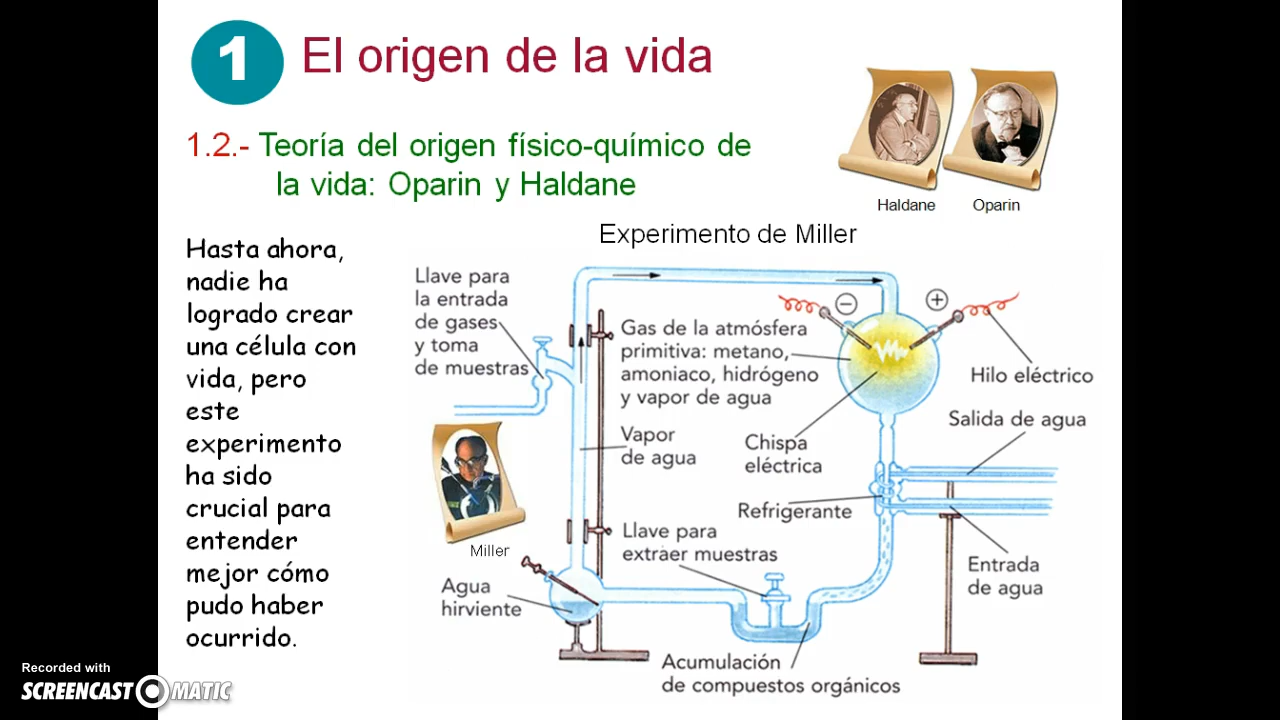 1
El origen de la vida
1.2.- Teoría del origen físico-químico de
la vida: Oparin y Haldane
Haldane
Oparin
Hasta ahora,
nadie ha
logrado crear
una célula con
vida, pero
este
experimento
ha sido
crucial para
entender
mejor cómo
pudo haber
ocurrido.
Experimento de Miller
Llave para
la entrada
de gases
y toma
de muestras
Gas de la atmósfera
primitiva: metano,
amoniaco, hidrógeno
y vapor de agua
−
+
Hilo eléctrico
Salida de agua
Vapor
de agua
Chispa
eléctrica
Refrigerante
Miller
Llave para
extraer muestras
Entrada
de agua
Agua
hirviente
Acumulación
de compuestos orgánicos
Recorded with
SCREENCAST O MATIC